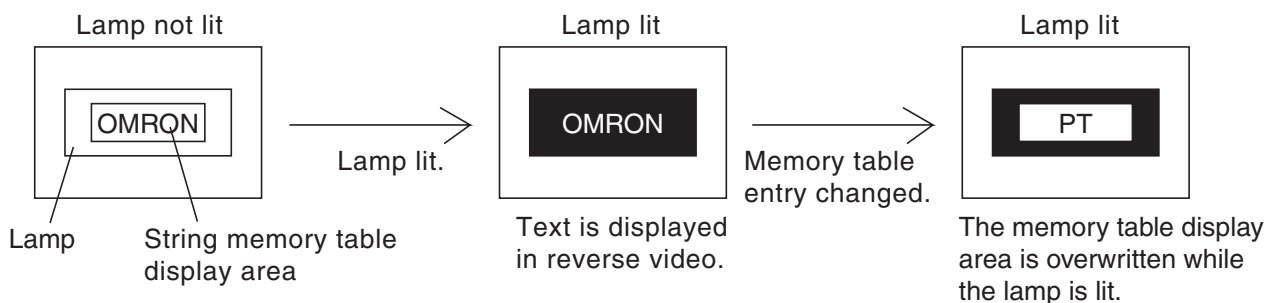 Lamp not lit
Lamp lit
Lamp lit
OMRON
OMRON
PT
Lamp lit.
Memory table
entry changed.
Lamp
String memory table
display area
Text is displayed
in reverse video.
The memory table display
area is overwritten while
the lamp is lit.